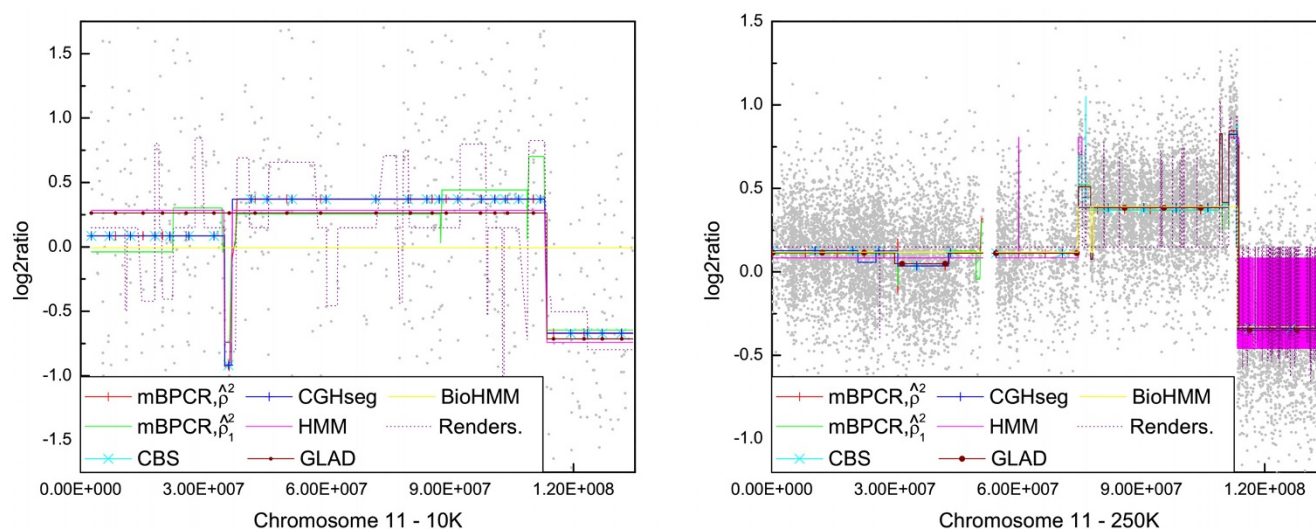 1.5
1.0
0.5
0.0
-0.5
-1.0
-1.5
log2ratio
mBPCR,ρ̂²
CGHseg
BioHMM
mBPCR,ρ̂₁²
HMM
Renders.
CBS
GLAD
0.00E+000
3.00E+007
6.00E+007
9.00E+007
1.20E+008
Chromosome 11 - 10K
1.5
1.0
0.5
0.0
-0.5
-1.0
log2ratio
mBPCR,ρ̂²
CGHseg
BioHMM
mBPCR,ρ̂₁²
HMM
Renders.
CBS
GLAD
0.00E+000
3.00E+007
6.00E+007
9.00E+007
1.20E+008
Chromosome 11 - 250K